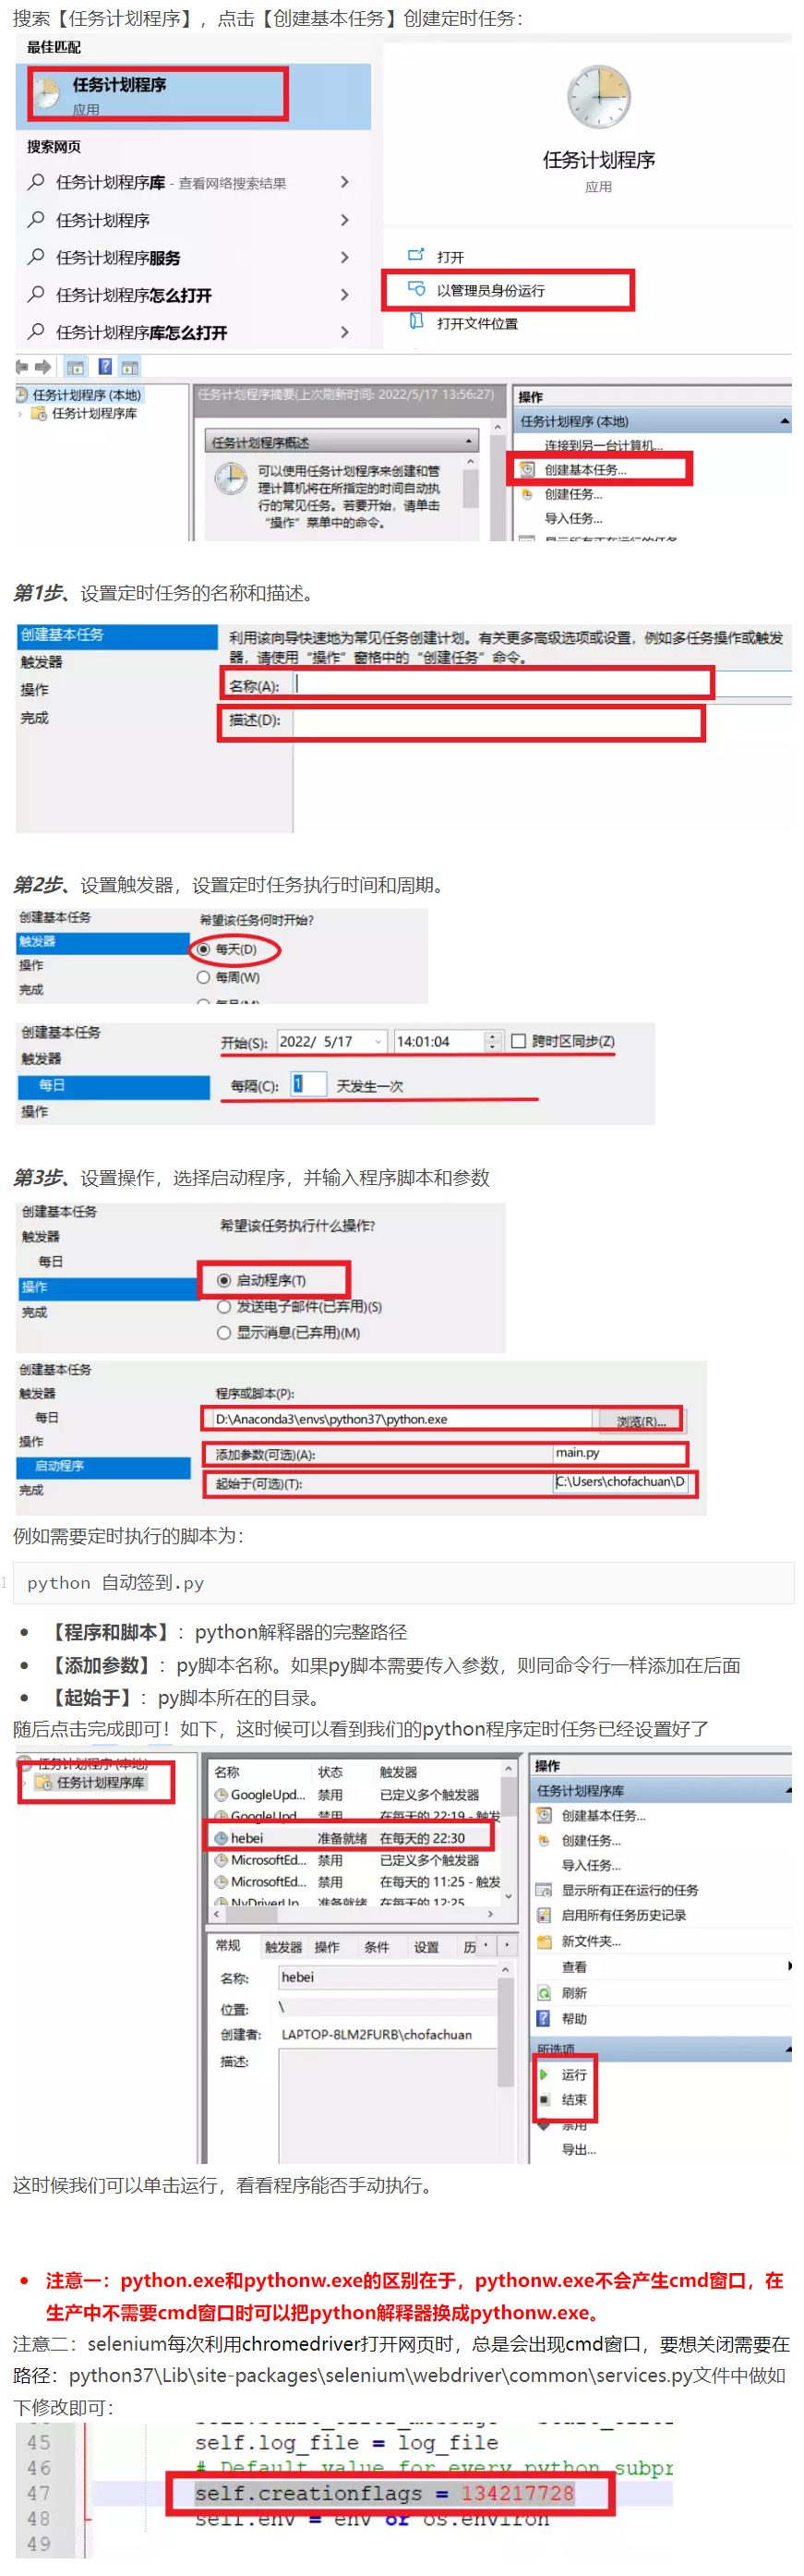 搜索【任务计划程序】，点击【创建基本任务】创建定时任务：
最佳匹配
任务计划程序
应用
搜索网页
任务计划程序库 - 查看网络搜索结果
任务计划程序
任务计划程序服务
任务计划程序怎么打开
任务计划程序库怎么打开
任务计划程序
应用
打开
以管理员身份运行
打开文件位置
任务计划程序 (本地)
任务计划程序库
任务计划程序摘要(上次刷新时间: 2022/5/17 13:56:27)
任务计划程序概述
可以使用任务计划程序来创建和管
理计算机将在所指定的时间自动执
行的常见任务。若要开始，请单击
“操作”菜单中的命令。
操作
任务计划程序 (本地)
连接到另一台计算机...
创建基本任务...
创建任务...
导入任务...
显示所有正在运行的任务
第1步、设置定时任务的名称和描述。
创建基本任务
触发器
操作
完成
利用该向导快速地为常见任务创建计划。有关更多高级选项或设置，例如多任务操作或触发
器，请使用“操作”窗格中的“创建任务”命令。
名称(A):
描述(D):
第2步、设置触发器，设置定时任务执行时间和周期。
创建基本任务
触发器
操作
完成
希望该任务何时开始?
每天(D)
每周(W)
每月(M)
创建基本任务
触发器
每日
操作
开始(S): 2022/ 5/17 14:01:04 跨时区同步(Z)
每隔(C): 1 天发生一次
第3步、设置操作，选择启动程序，并输入程序脚本和参数
创建基本任务
触发器
每日
操作
完成
希望该任务执行什么操作?
启动程序(T)
发送电子邮件(已弃用)(S)
显示消息(已弃用)(M)
创建基本任务
触发器
每日
操作
启动程序
完成
程序或脚本(P):
D:\Anaconda3\envs\python37\python.exe 浏览(R)...
添加参数(可选)(A): main.py
起始于(可选)(T): C:\Users\chofachuan\D
例如需要定时执行的脚本为：
1 python 自动签到.py
• 【程序和脚本】：python解释器的完整路径
• 【添加参数】：py脚本名称。如果py脚本需要传入参数，则同命令行一样添加在后面
• 【起始于】：py脚本所在的目录。
随后点击完成即可！如下，这时候可以看到我们的python程序定时任务已经设置好了
任务计划程序 (本地)
任务计划程序库
名称 状态 触发器
GoogleUpd... 禁用 已定义多个触发器
GoogleUpd... 禁用 在每天的 22:19 - 触发
hebei 准备就绪 在每天的 22:30
MicrosoftEd... 禁用 已定义多个触发器
MicrosoftEd... 禁用 在每天的 11:25 - 触发
NvDriverUp... 准备就绪 在每天的 12:25
常规 触发器 操作 条件 设置 历
名称: hebei
位置: \
创建者: LAPTOP-8LM2FURB\chofachuan
描述:
操作
任务计划程序库
创建基本任务...
创建任务...
导入任务...
显示所有正在运行的任务
启用所有任务历史记录
新文件夹...
查看
刷新
帮助
所选项
运行
结束
禁用
导出...
这时候我们可以单击运行，看看程序能否手动执行。
• 注意一：python.exe和pythonw.exe的区别在于，pythonw.exe不会产生cmd窗口，在
生产中不需要cmd窗口时可以把python解释器换成pythonw.exe。
注意二：selenium每次利用chromedriver打开网页时，总是会出现cmd窗口，要想关闭需要在
路径：python37\Lib\site-packages\selenium\webdriver\common\services.py文件中做如
下修改即可：
45 self.log_file = log_file
46 # Default value for every python subpr
47 self.creationflags = 134217728
48 self.env = env or os.environ
49